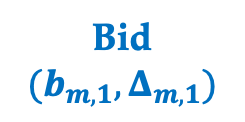 Bid
(b_{m,1}, Δ_{m,1})